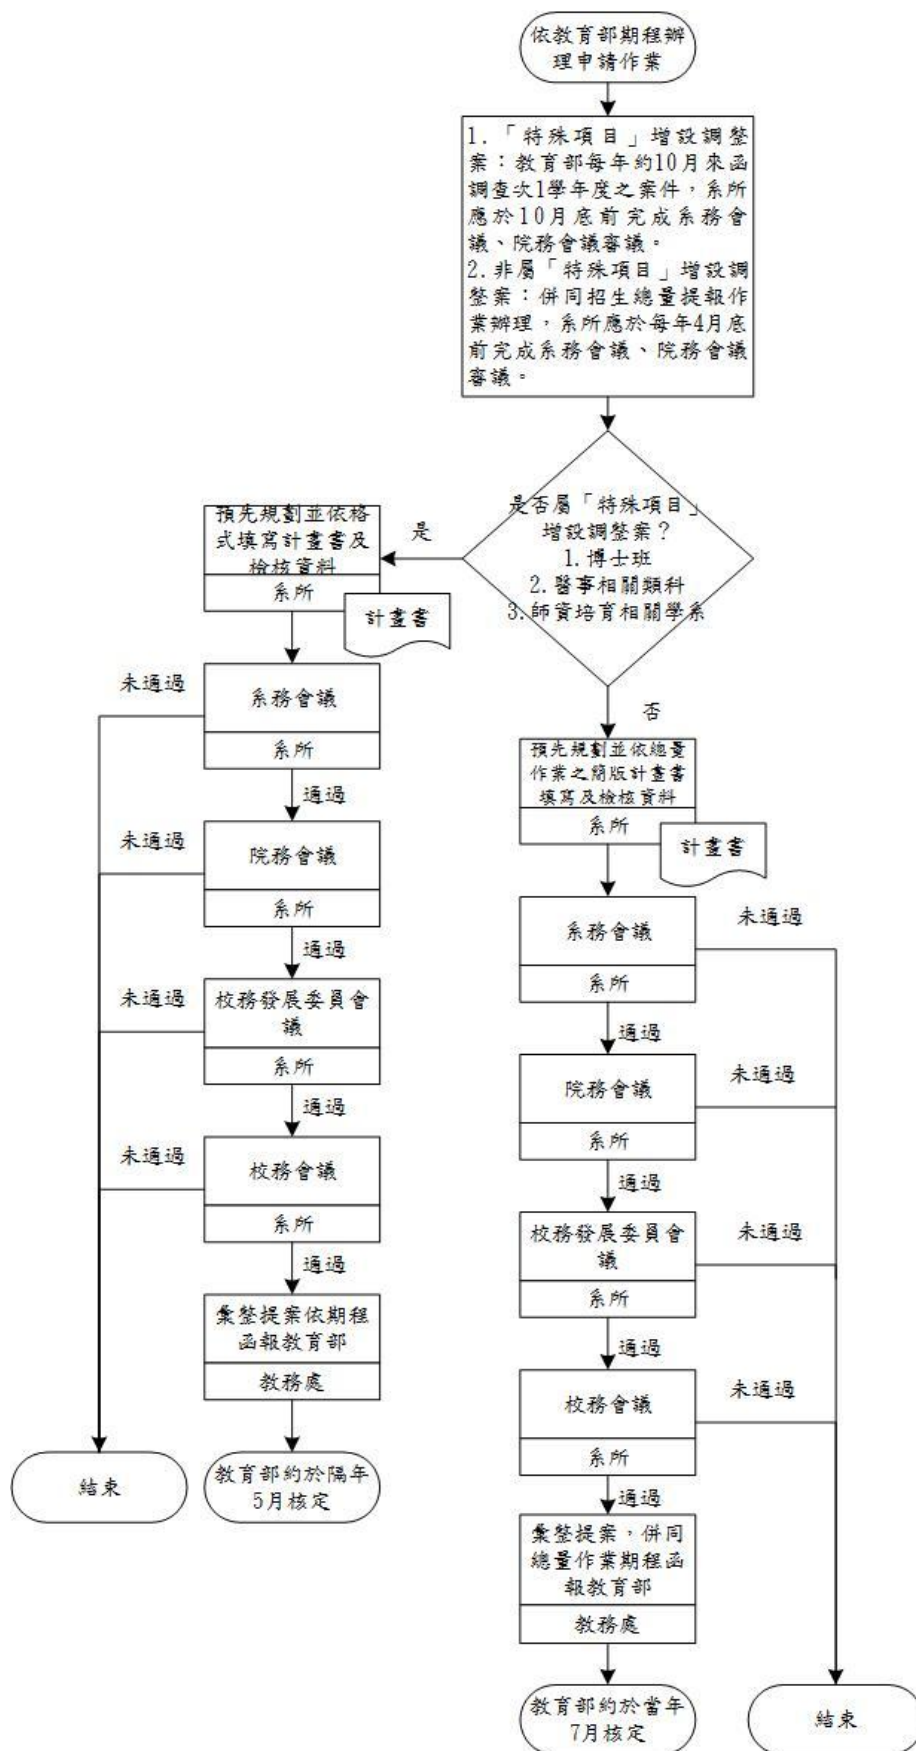 依教育部期程辦
理申請作業
1.「特殊項目」增設調整
案：教育部每年約10月來函
調查次1學年度之案件，系所
應於10月底前完成系務會
議、院務會議審議。
2.非屬「特殊項目」增設調
整案：併同招生總量提報作
業辦理，系所應於每年4月底
前完成系務會議、院務會議
審議。
是否屬「特殊項目」
增設調整案？
1.博士班
2.醫事相關類科
3.師資培育相關學系
是
預先規劃並依格
式填寫計畫書及
檢核資料
系所
計畫書
系務會議
系所
未通過
通過
院務會議
系所
未通過
通過
校務發展委員會
議
系所
未通過
通過
校務會議
系所
未通過
通過
彙整提案依期程
函報教育部
教務處
結束
教育部約於隔年
5月核定
否
預先規劃並依總量
作業之簡版計畫書
填寫及檢核資料
系所
計畫書
系務會議
系所
未通過
通過
院務會議
系所
未通過
通過
校務發展委員會
議
系所
未通過
通過
校務會議
系所
未通過
通過
彙整提案，併同
總量作業期程函
報教育部
教務處
教育部約於當年
7月核定
結束